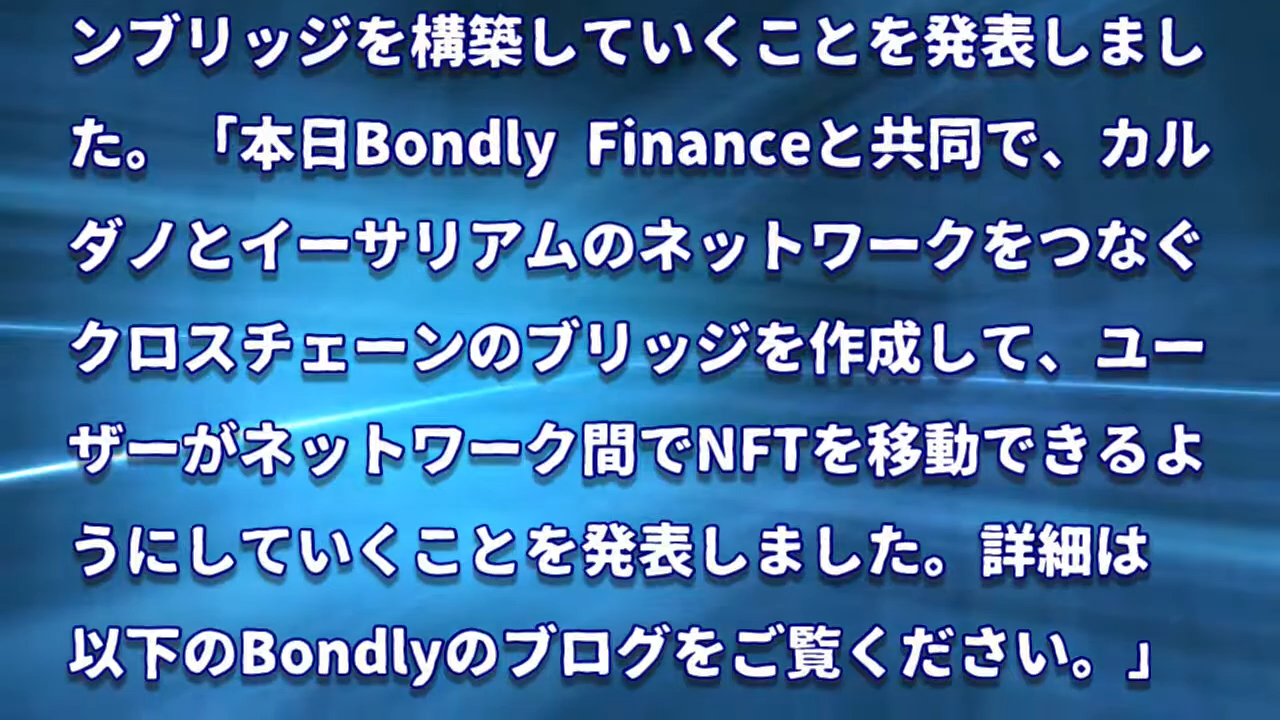 ンブリッジを構築していくことを発表しまし
た。「本日Bondly Financeと共同で、カル
ダノとイーサリアムのネットワークをつなぐ
クロスチェーンのブリッジを作成して、ユー
ザーがネットワーク間でNFTを移動できるよ
うにしていくことを発表しました。詳細は
以下のBondlyのブログをご覧ください。」